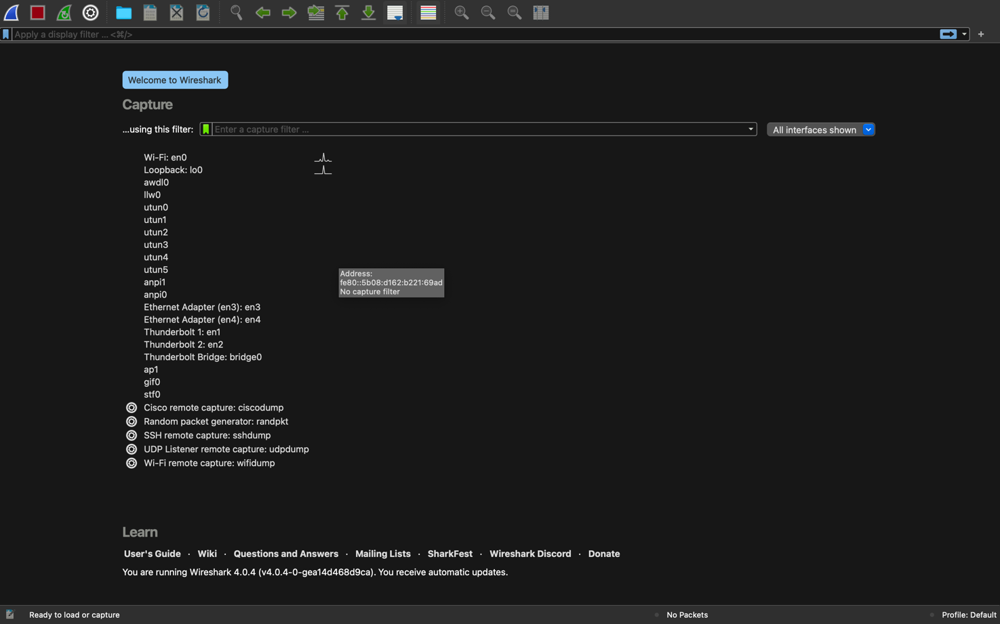 Apply a display filter ... <⌘/>
+
Welcome to Wireshark
Capture
...using this filter: Enter a capture filter ... All interfaces shown
Wi-Fi: en0
Loopback: lo0
awdl0
llw0
utun0
utun1
utun2
utun3
utun4
utun5
anpi1
anpi0
Address:
fe80::5b08:d162:b221:69ad
No capture filter
Ethernet Adapter (en3): en3
Ethernet Adapter (en4): en4
Thunderbolt 1: en1
Thunderbolt 2: en2
Thunderbolt Bridge: bridge0
ap1
gif0
stf0
Cisco remote capture: ciscodump
Random packet generator: randpkt
SSH remote capture: sshdump
UDP Listener remote capture: udpdump
Wi-Fi remote capture: wifidump
Learn
User's Guide · Wiki · Questions and Answers · Mailing Lists · SharkFest · Wireshark Discord · Donate
You are running Wireshark 4.0.4 (v4.0.4-0-gea14d468d9ca). You receive automatic updates.
Ready to load or capture No Packets Profile: Default